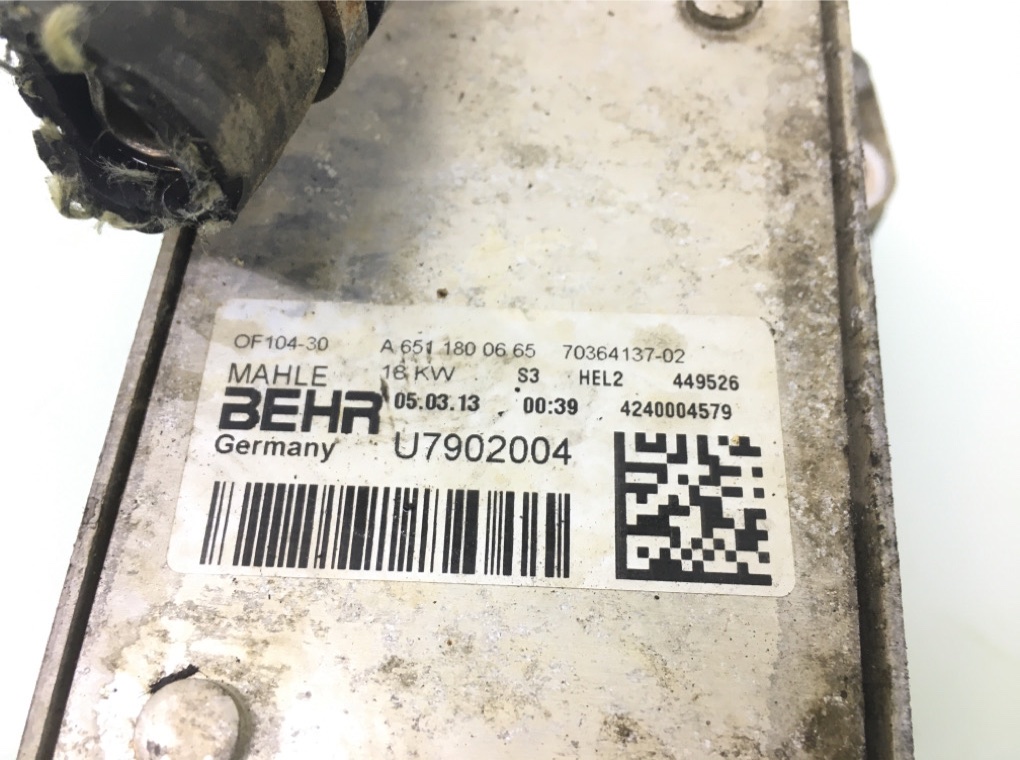 OF104-30 A 651 180 06 65 70364137-02
MAHLE 18 KW S3 HEL2 449526
BEHR 05.03.13 00:39 4240004579
Germany U7902004